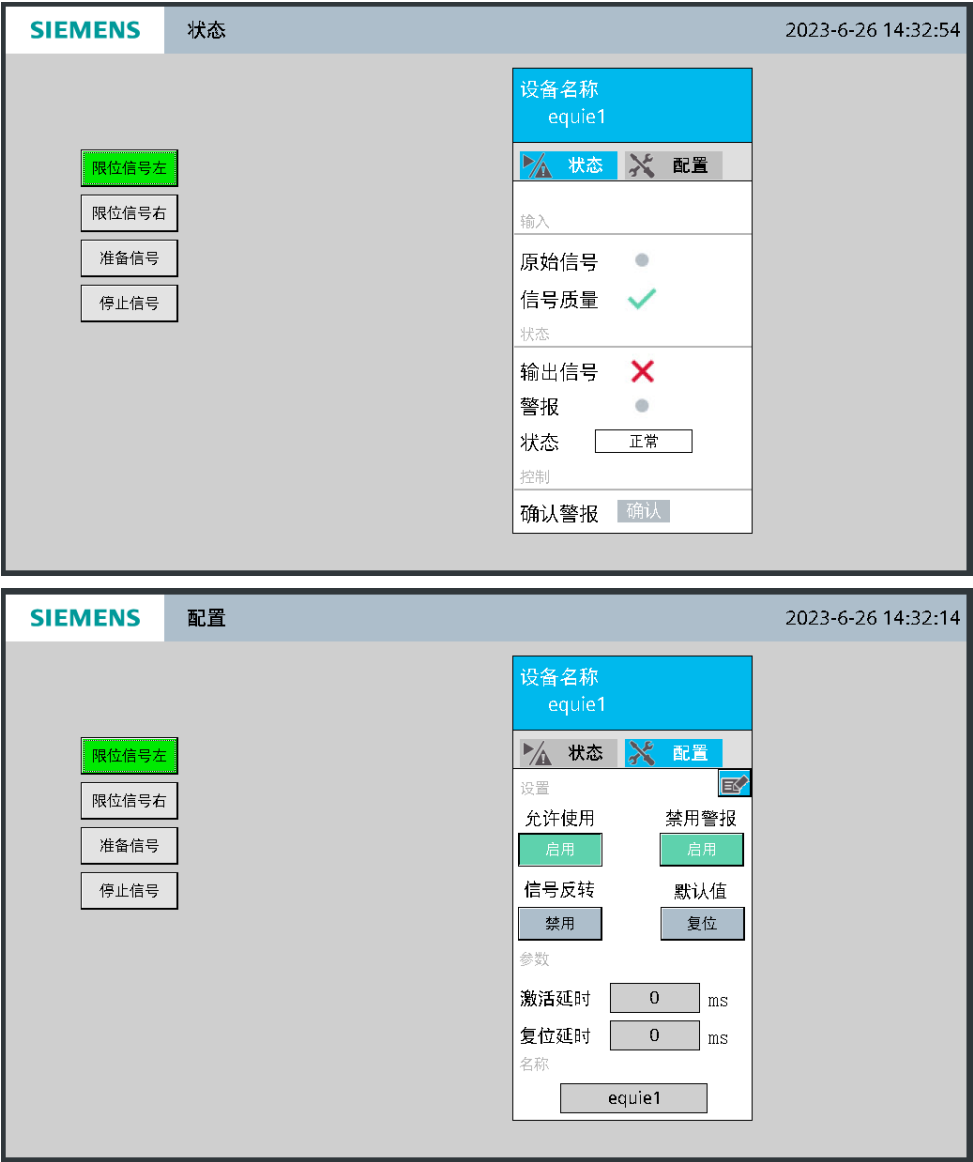 SIEMENS 状态 2023-6-26 14:32:54
设备名称
equie1
限位信号左
限位信号右
准备信号
停止信号
状态 配置
输入
原始信号
信号质量
状态
输出信号
警报
状态 正常
控制
确认警报 确认
SIEMENS 配置 2023-6-26 14:32:14
设备名称
equie1
限位信号左
限位信号右
准备信号
停止信号
状态 配置
设置
允许使用 禁用警报
启用 启用
信号反转 默认值
禁用 复位
参数
激活延时 0 ms
复位延时 0 ms
名称
equie1